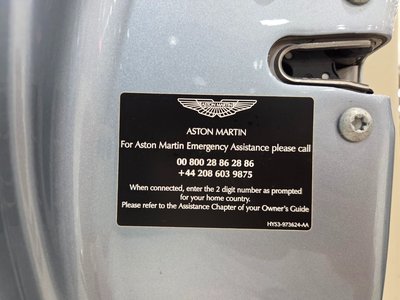 ASTON MARTIN
ASTON MARTIN
For Aston Martin Emergency Assistance please call
00 800 28 86 28 86
+44 208 603 9875
When connected, enter the 2 digit number as prompted
for your home country.
Please refer to the Assistance Chapter of your Owner's Guide
HY53-973624-AA